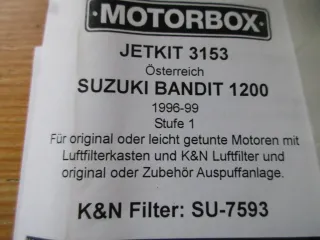 MOTORBOX
JETKIT 3153
Österreich
SUZUKI BANDIT 1200
1996-99
Stufe 1
Für original oder leicht getunte Motoren mit
Luftfilterkasten und K&N Luftfilter und
original oder Zubehör Auspuffanlage.
K&N Filter: SU-7593